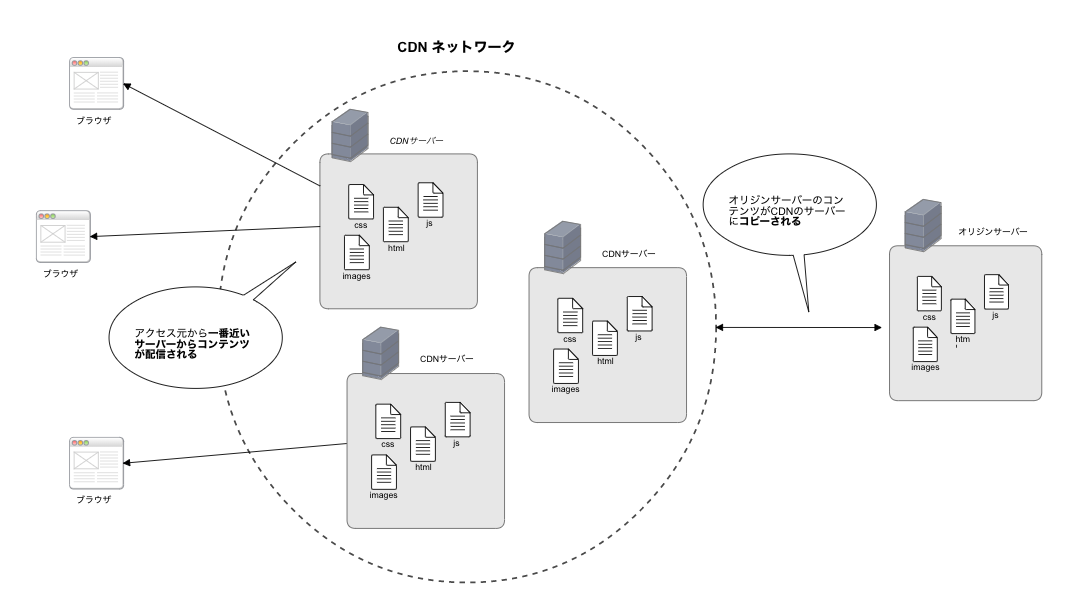 CDN ネットワーク
ブラウザ
CDNサーバー
css
js
html
images
ブラウザ
アクセス元から一番近い
サーバーからコンテンツ
が配信される
CDNサーバー
css
js
html
images
ブラウザ
CDNサーバー
css
js
html
images
オリジンサーバーのコン
テンツがCDNのサーバー
にコピーされる
オリジンサーバー
css
js
htm
images